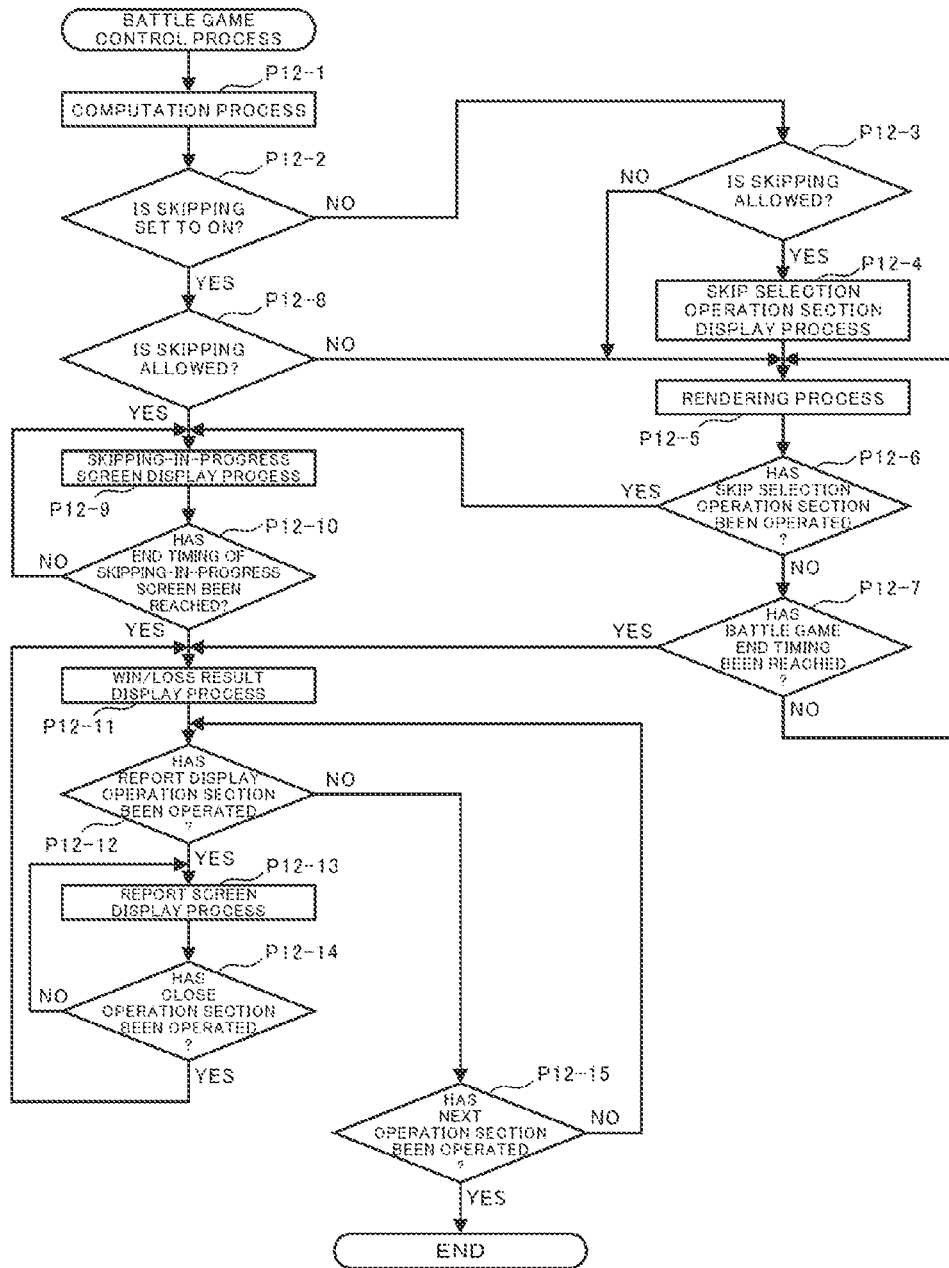 BATTLE GAME
CONTROL PROCESS
P12-1
COMPUTATION PROCESS
P12-2
IS SKIPPING
SET TO ON?
NO
YES
P12-3
IS SKIPPING
ALLOWED?
NO
YES
P12-4
SKIP SELECTION
OPERATION SECTION
DISPLAY PROCESS
P12-8
IS SKIPPING
ALLOWED?
NO
YES
RENDERING PROCESS
P12-5
P12-6
HAS
SKIP SELECTION
OPERATION SECTION
BEEN OPERATED
?
YES
NO
SKIPPING-IN-PROGRESS
SCREEN DISPLAY PROCESS
P12-9
P12-10
HAS
END TIMING OF
SKIPPING-IN-PROGRESS
SCREEN BEEN
REACHED?
NO
YES
P12-7
HAS
BATTLE GAME
END TIMING
BEEN REACHED
?
YES
NO
WIN/LOSS RESULT
DISPLAY PROCESS
P12-11
HAS
REPORT DISPLAY
OPERATION SECTION
BEEN OPERATED
?
NO
P12-12
YES
P12-13
REPORT SCREEN
DISPLAY PROCESS
P12-14
HAS
CLOSE
OPERATION SECTION
BEEN OPERATED
?
NO
YES
P12-15
HAS
NEXT
OPERATION SECTION
BEEN OPERATED
?
NO
YES
END